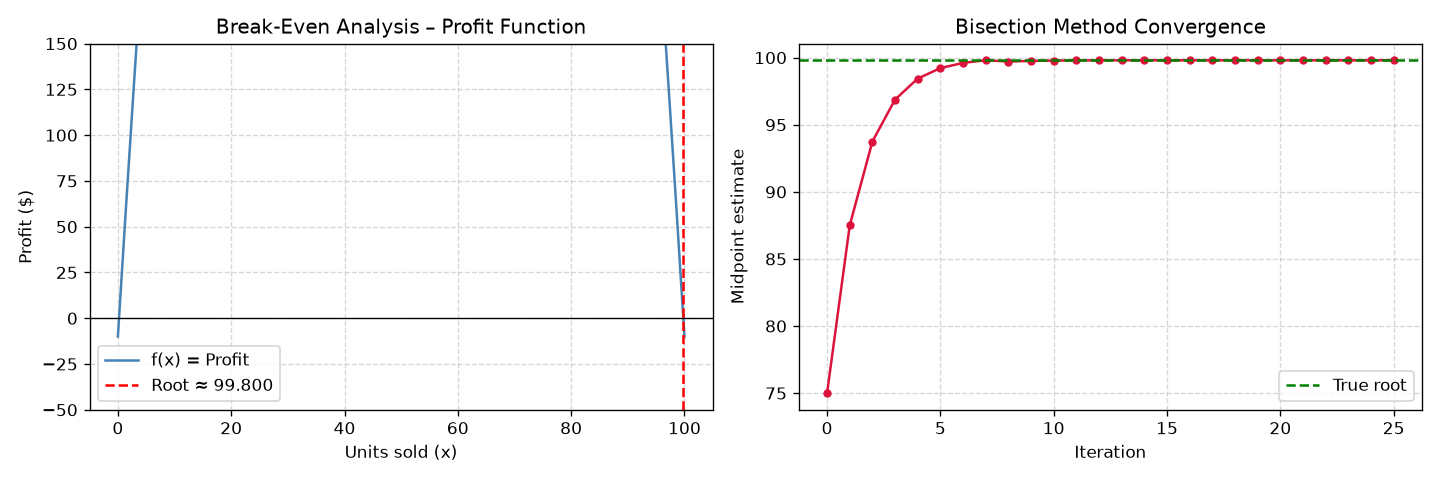 Break-Even Analysis – Profit Function
150
125
100
75
50
25
0
−25
−50
Profit ($)
f(x) = Profit
Root ≈ 99.800
0 20 40 60 80 100
Units sold (x)
Bisection Method Convergence
100
95
90
85
80
75
Midpoint estimate
True root
0 5 10 15 20 25
Iteration